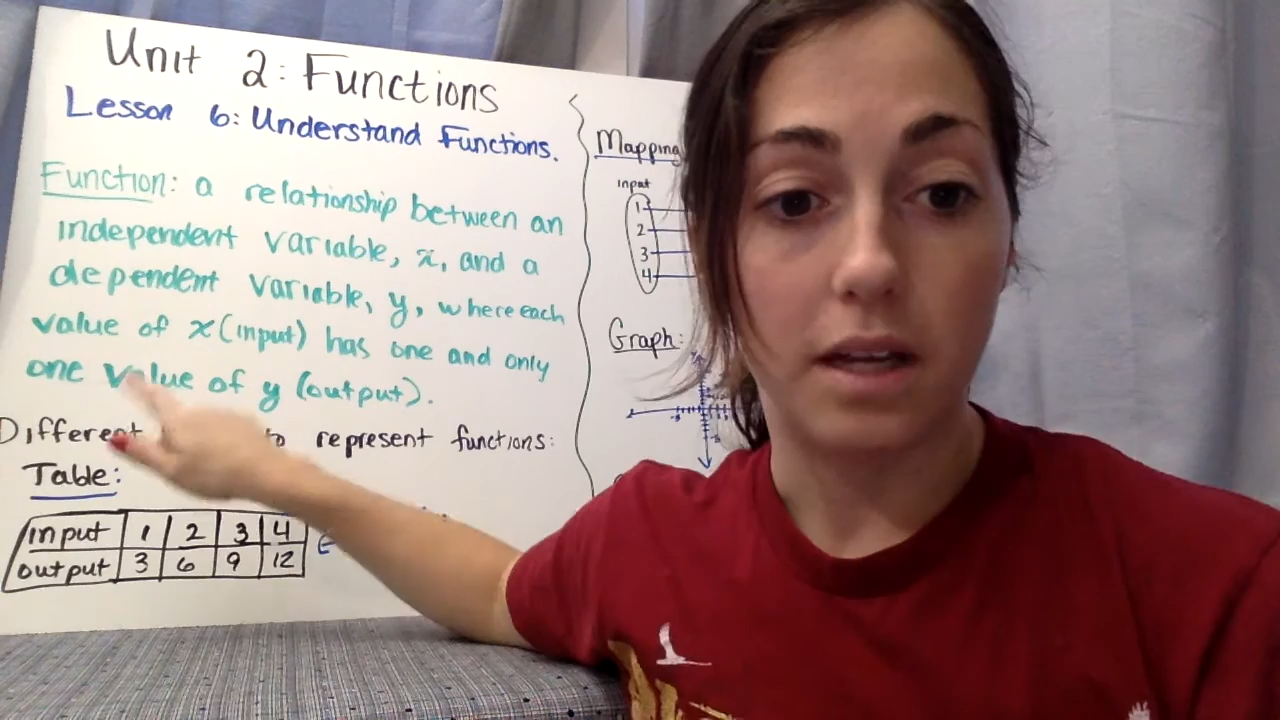 Unit 2: Functions
Lesson 6: Understand Functions.
Function: a relationship between an
independent variable, x, and a
dependent variable, y, where each
value of x (input) has one and only
one value of y (output).
Different to represent functions:
Table:
input 1 2 3 4
output 3 6 9 12
Mapping
input
1
2
3
4
Graph: